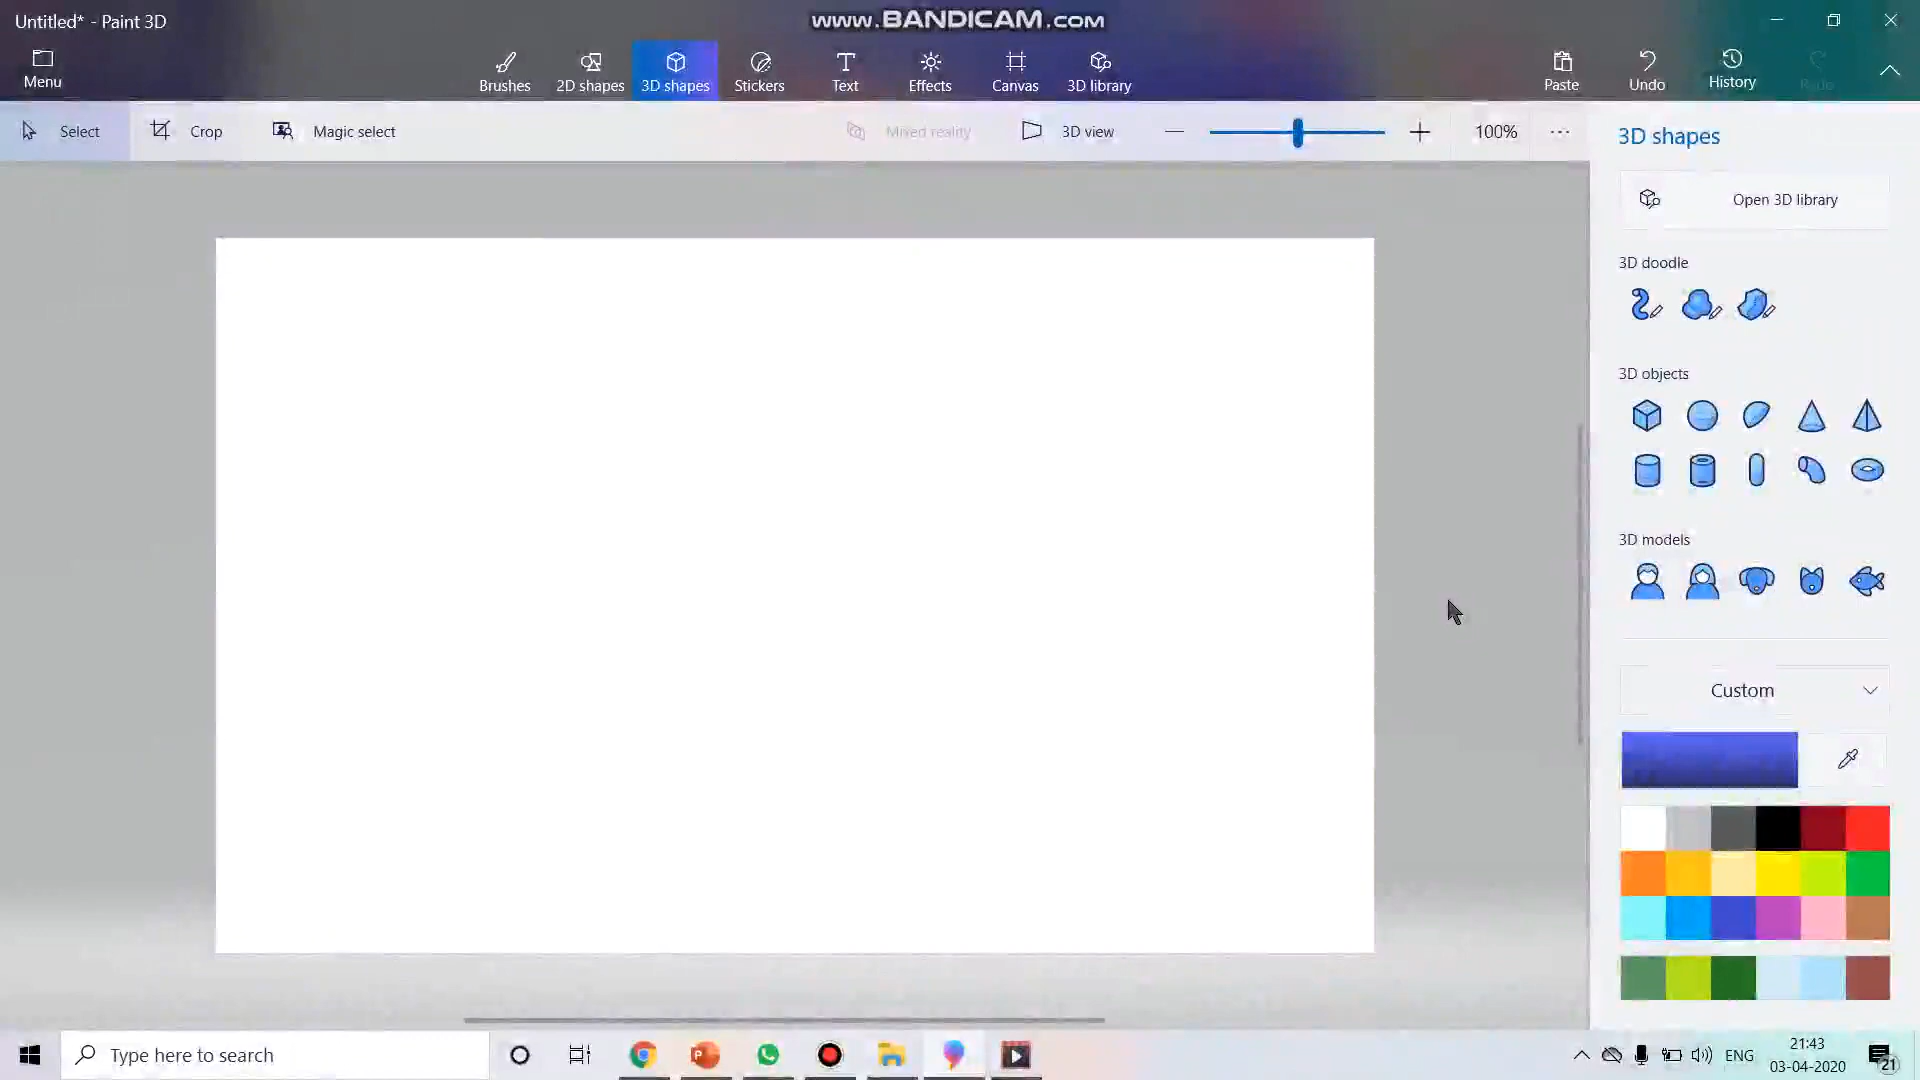 Untitled* - Paint 3D
www.BANDICAM.com
Menu
Brushes
2D shapes
3D shapes
Stickers
Text
Effects
Canvas
3D library
Paste
Undo
History
Redo
Select
Crop
Magic select
Mixed reality
3D view
100%
3D shapes
Open 3D library
3D doodle
3D objects
3D models
Custom
Type here to search
ENG
21:43
03-04-2020
21